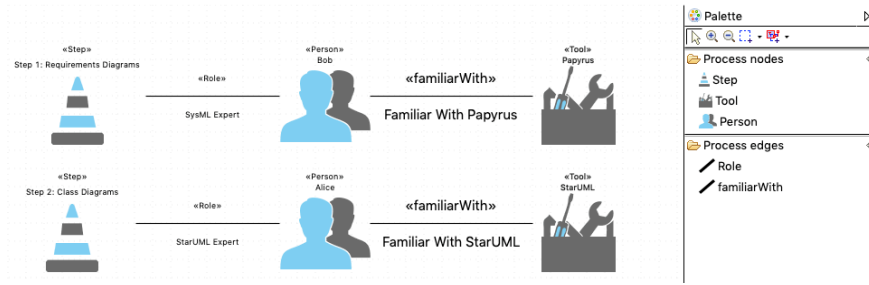 «Step»
Step 1: Requirements Diagrams
«Role»
SysML Expert
«Person»
Bob
«familiarWith»
Familiar With Papyrus
«Tool»
Papyrus
«Step»
Step 2: Class Diagrams
«Role»
StarUML Expert
«Person»
Alice
«familiarWith»
Familiar With StarUML
«Tool»
StarUML
Palette
Process nodes
Step
Tool
Person
Process edges
Role
familiarWith